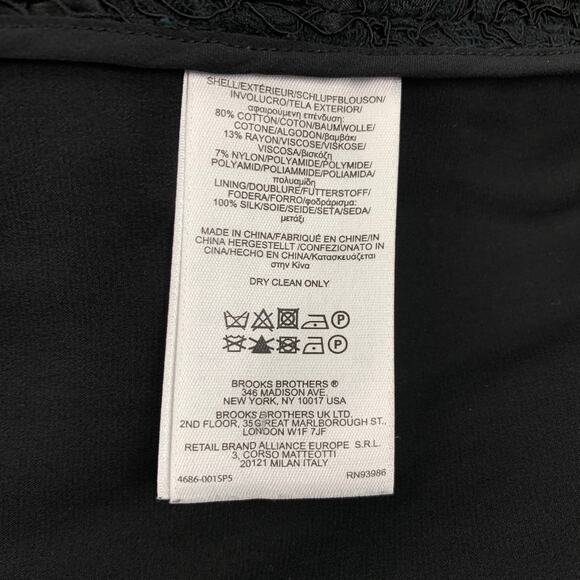 SHELL/EXTÉRIEUR/SCHLUPFBLOUSON/
INVOLUCRO/TELA EXTERIOR/
αφαιρούμενη επένδυση:
80% COTTON/COTON/BAUMWOLLE/
COTONE/ALGODON/βαμβάκι
13% RAYON/VISCOSE/VISKOSE/
VISCOSA/βισκόζη
7% NYLON/POLYAMIDE/POLYMIDE/
POLYAMID/POLIAMMIDE/POLIAMIDA/
πολυαμίδη
LINING/DOUBLURE/FUTTERSTOFF/
FODERA/FORRO/φοδράρισμα:
100% SILK/SOIE/SEIDE/SETA/SEDA/
μετάξι
MADE IN CHINA/FABRIQUÉ EN CHINE/IN
CHINA HERGESTELLT /CONFEZIONATO IN
CINA/HECHO EN CHINA/Κατασκευάζεται
στην Κίνα
DRY CLEAN ONLY
P
P
BROOKS BROTHERS ®
346 MADISON AVE.
NEW YORK, NY 10017 USA
BROOKS BROTHERS UK LTD.
2ND FLOOR, 35 GREAT MARLBOROUGH ST.,
LONDON W1F 7JF
RETAIL BRAND ALLIANCE EUROPE S.R.L.
3, CORSO MATTEOTTI
20121 MILAN ITALY
4686-001SP5 RN93986